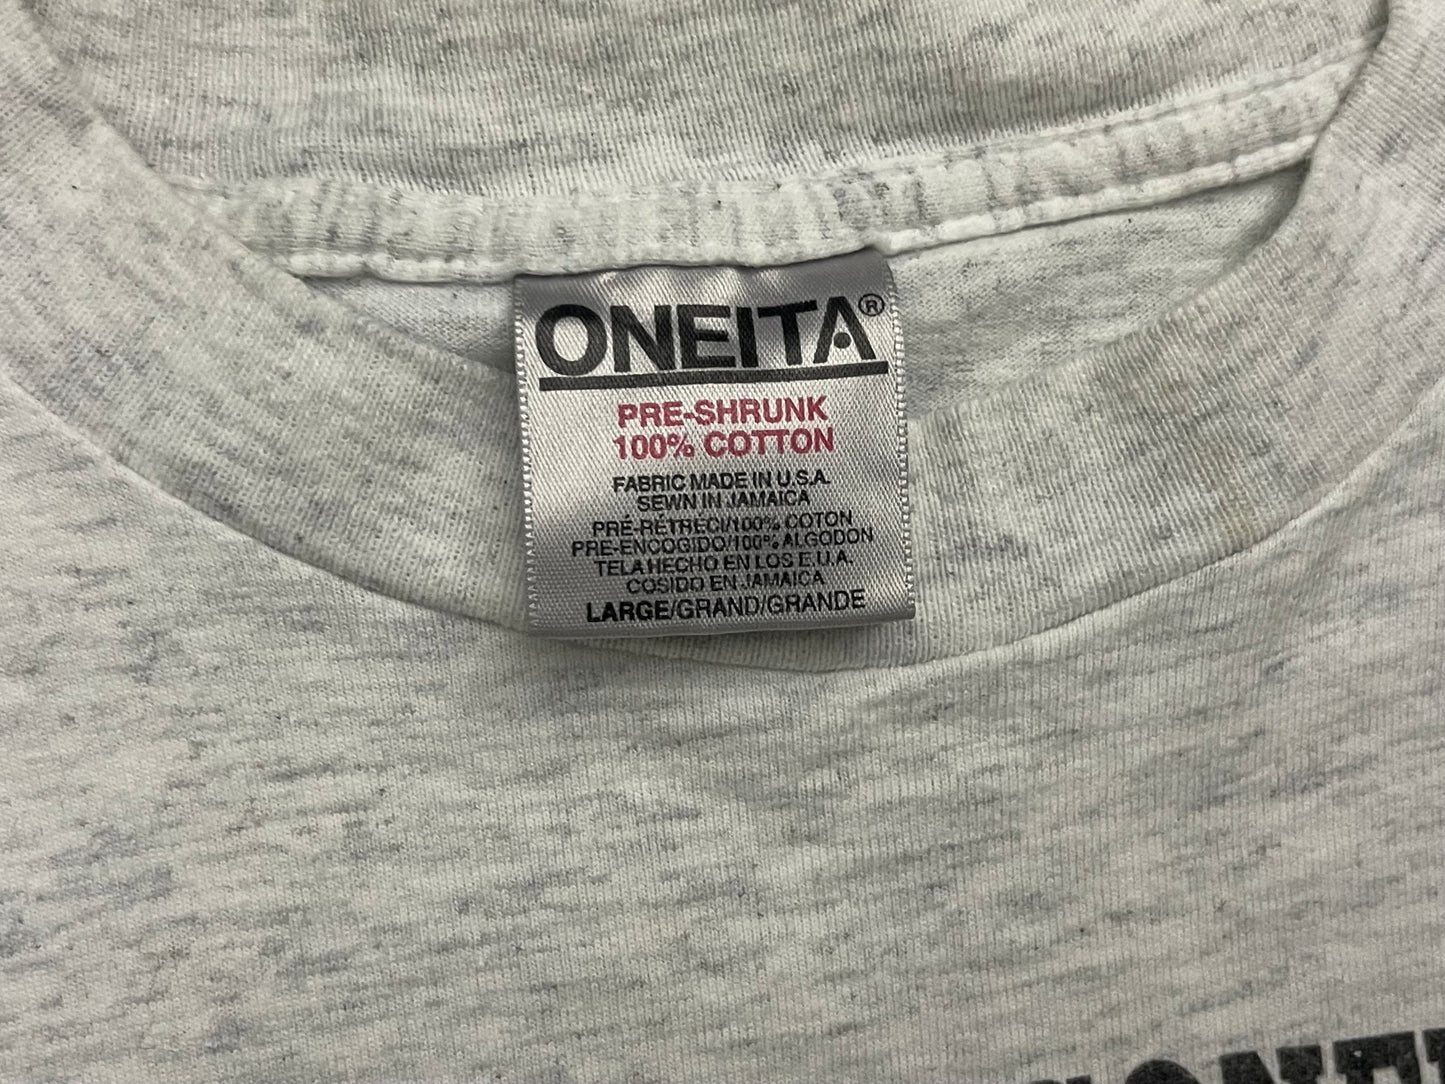 ONEITA®
PRE-SHRUNK
100% COTTON
FABRIC MADE IN U.S.A.
SEWN IN JAMAICA
PRÉ-RÉTRECI/100% COTON
PRE-ENCOGIDO/100% ALGODON
TELA HECHO EN LOS E.U.A.
COSIDO EN JAMAICA
LARGE/GRAND/GRANDE